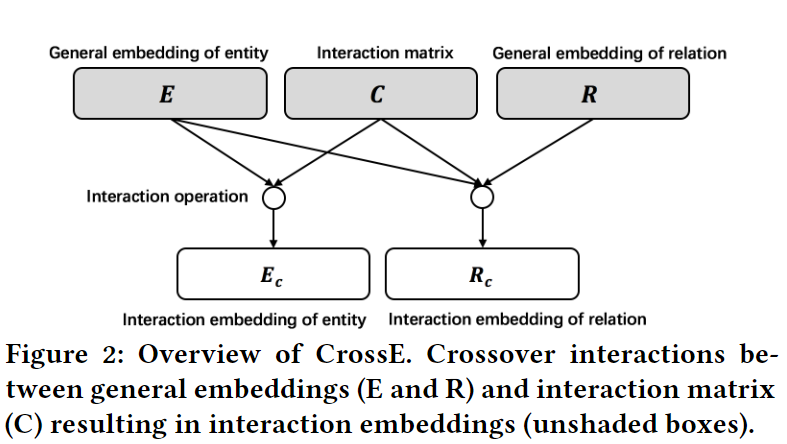 General embedding of entity Interaction matrix General embedding of relation
E C R
Interaction operation
E_c R_c
Interaction embedding of entity Interaction embedding of relation
Figure 2: Overview of CrossE. Crossover interactions be-
tween general embeddings (E and R) and interaction matrix
(C) resulting in interaction embeddings (unshaded boxes).